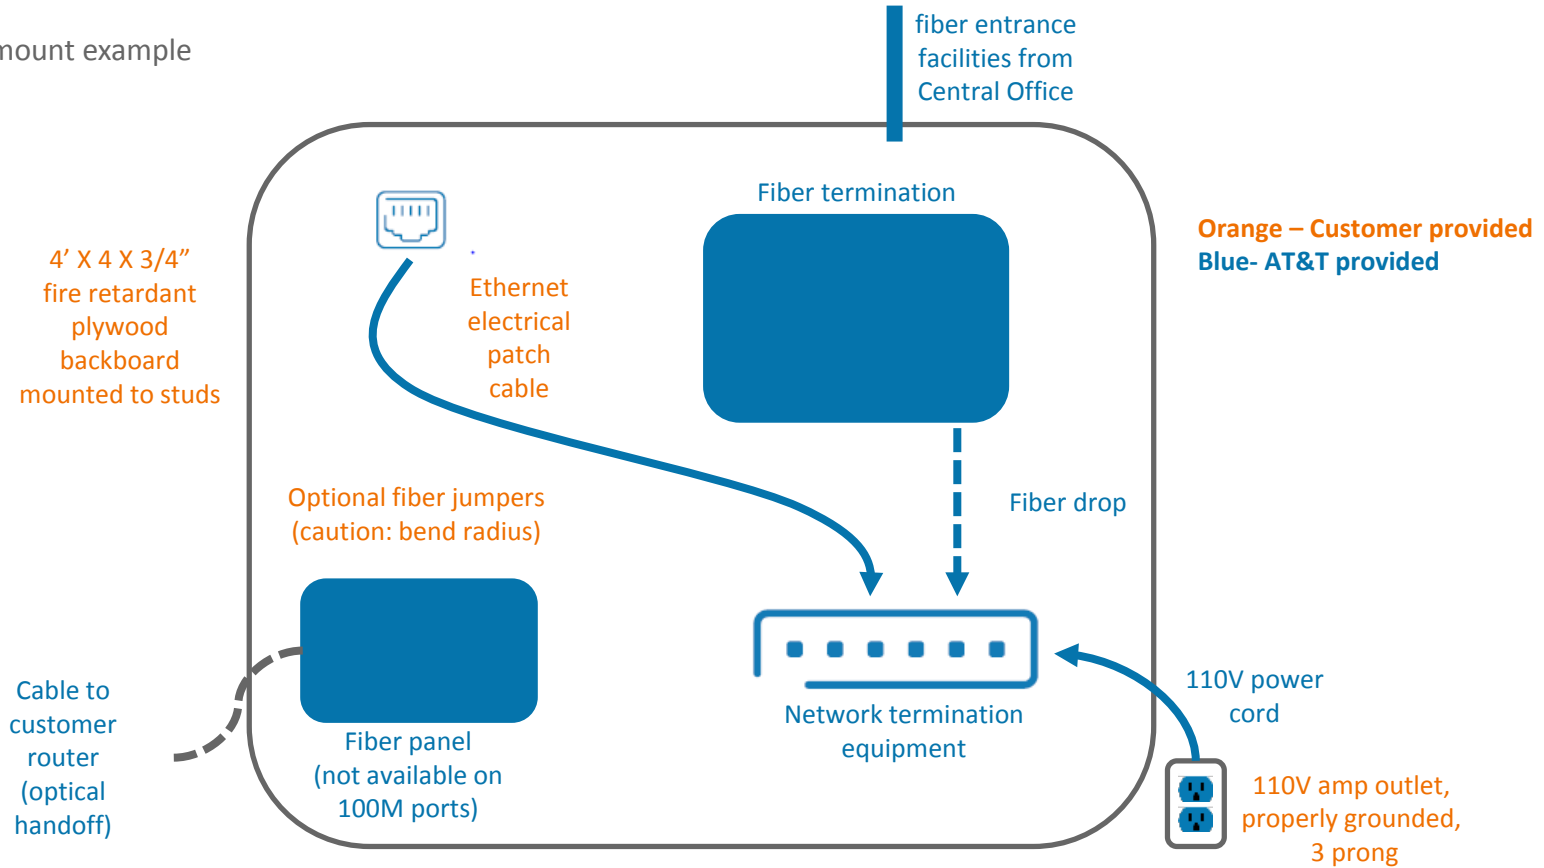 mount example
fiber entrance
facilities from
Central Office
Fiber termination
Orange – Customer provided
Blue- AT&T provided
4’ X 4 X 3/4”
fire retardant
plywood
backboard
mounted to studs
Ethernet
electrical
patch
cable
Optional fiber jumpers
(caution: bend radius)
Fiber drop
Cable to
customer
router
(optical
handoff)
Fiber panel
(not available on
100M ports)
Network termination
equipment
110V power
cord
110V amp outlet,
properly grounded,
3 prong